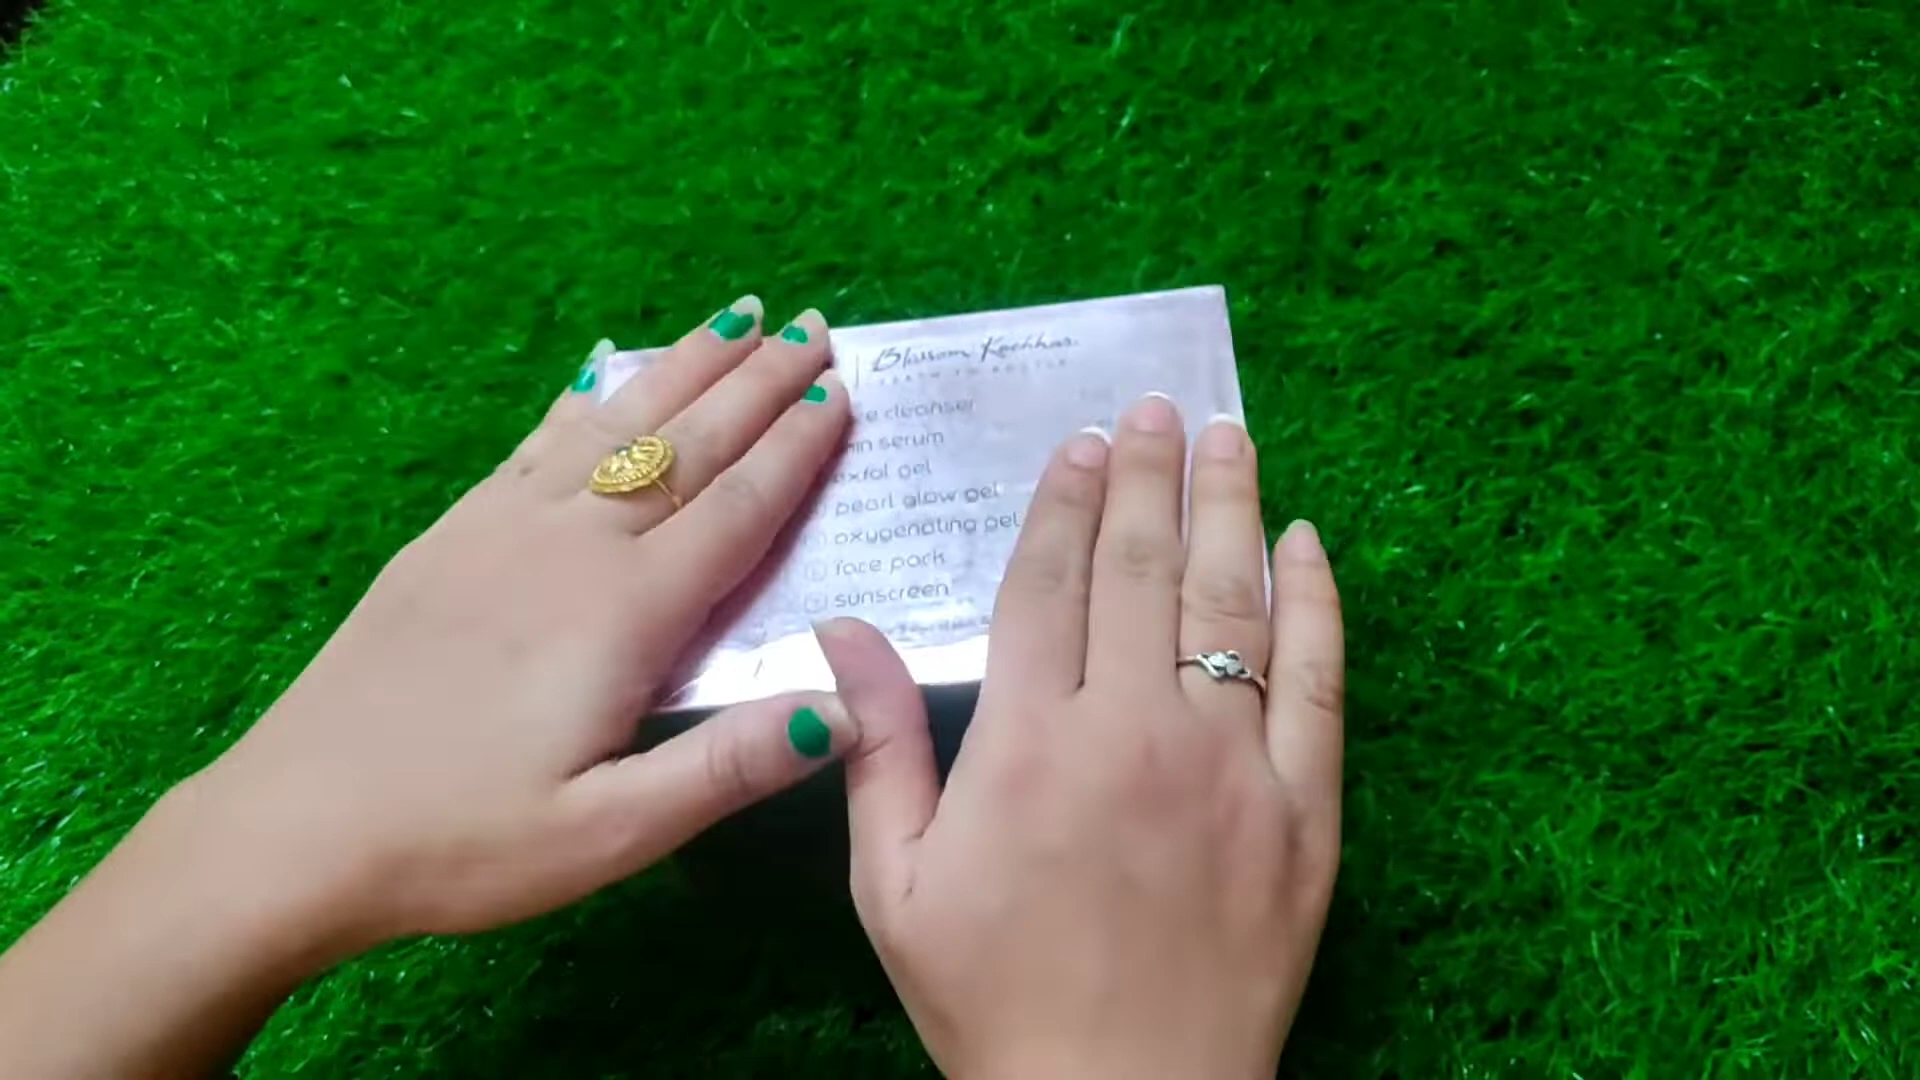 Blossom Kochhar
e cleanser
in serum
exfol gel
pearl glow gel
oxygenating gel
face pack
sunscreen